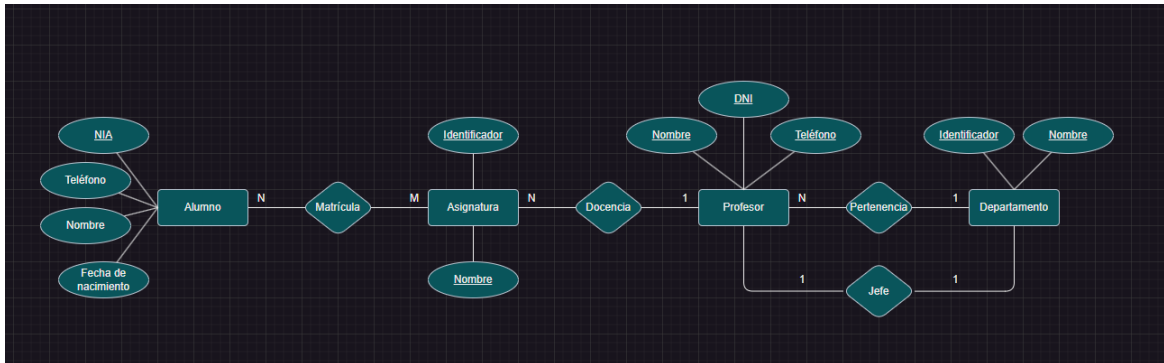 DNI
NIA
Identificador
Nombre
Teléfono
Identificador
Nombre
Teléfono
Alumno
N
Matrícula
M
Asignatura
N
Docencia
1
Profesor
N
Pertenencia
1
Departamento
Nombre
Fecha de
nacimiento
Nombre
1
Jefe
1